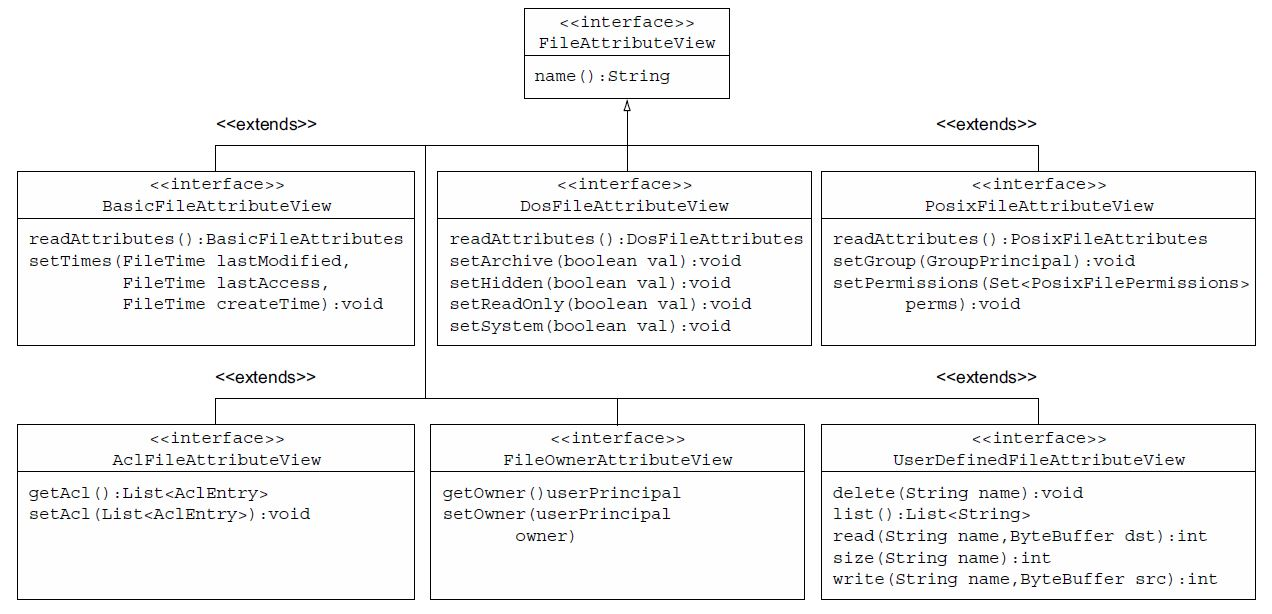 <<interface>>
FileAttributeView
name():String
<<extends>>
<<extends>>
<<interface>>
BasicFileAttributeView
readAttributes():BasicFileAttributes
setTimes(FileTime lastModified,
FileTime lastAccess,
FileTime createTime):void
<<interface>>
DosFileAttributeView
readAttributes():DosFileAttributes
setArchive(boolean val):void
setHidden(boolean val):void
setReadOnly(boolean val):void
setSystem(boolean val):void
<<interface>>
PosixFileAttributeView
readAttributes():PosixFileAttributes
setGroup(GroupPrincipal):void
setPermissions(Set<PosixFilePermissions>
perms):void
<<extends>>
<<extends>>
<<interface>>
AclFileAttributeView
getAcl():List<AclEntry>
setAcl(List<AclEntry>):void
<<interface>>
FileOwnerAttributeView
getOwner()userPrincipal
setOwner(userPrincipal
owner)
<<interface>>
UserDefinedFileAttributeView
delete(String name):void
list():List<String>
read(String name,ByteBuffer dst):int
size(String name):int
write(String name,ByteBuffer src):int